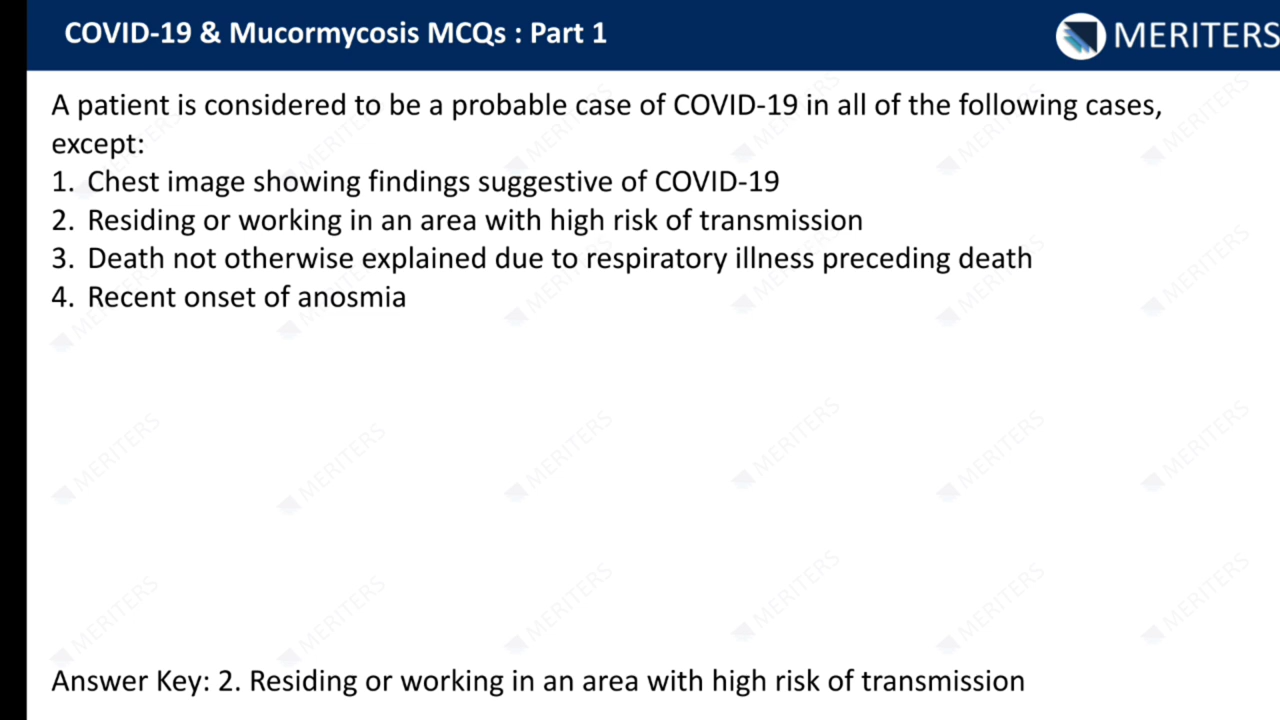 COVID-19 & Mucormycosis MCQs : Part 1
MERITERS
A patient is considered to be a probable case of COVID-19 in all of the following cases,
except:
1. Chest image showing findings suggestive of COVID-19
2. Residing or working in an area with high risk of transmission
3. Death not otherwise explained due to respiratory illness preceding death
4. Recent onset of anosmia
Answer Key: 2. Residing or working in an area with high risk of transmission